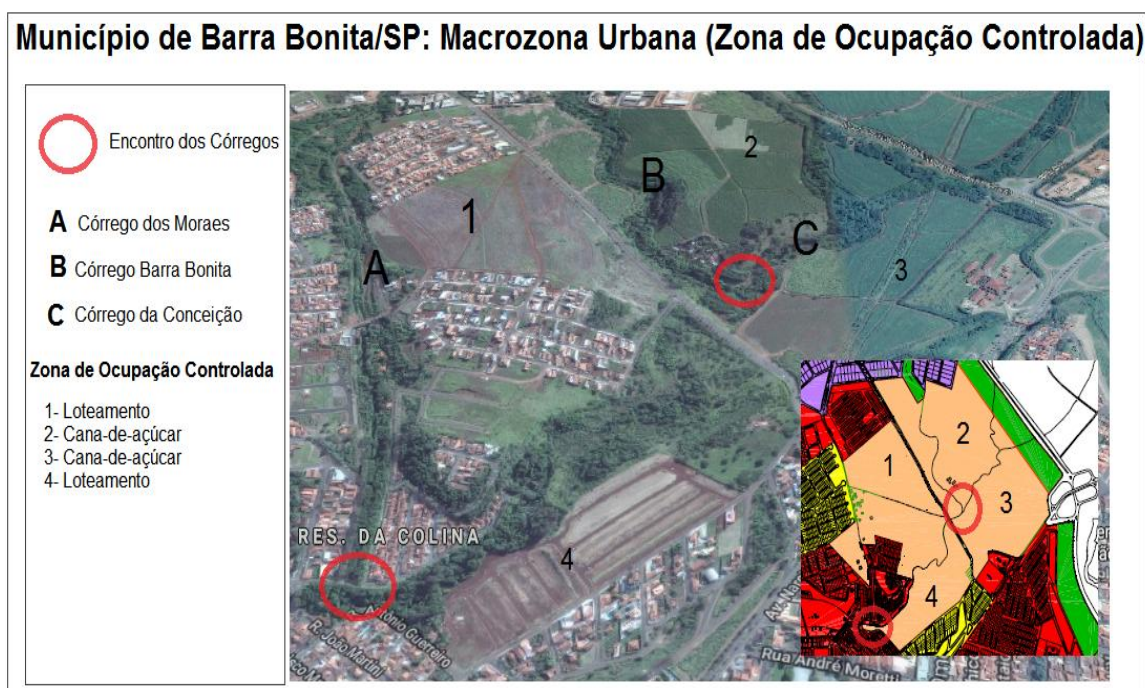 Município de Barra Bonita/SP: Macrozona Urbana (Zona de Ocupação Controlada)
Encontro dos Córregos
A Córrego dos Moraes
B Córrego Barra Bonita
C Córrego da Conceição
Zona de Ocupação Controlada
1- Loteamento
2- Cana-de-açúcar
3- Cana-de-açúcar
4- Loteamento
2
B
1
C
A
3
RES. DA COLINA
4
Antonio Guerreiro
R. João Martini
Rua André Moretti
2
1
3
4